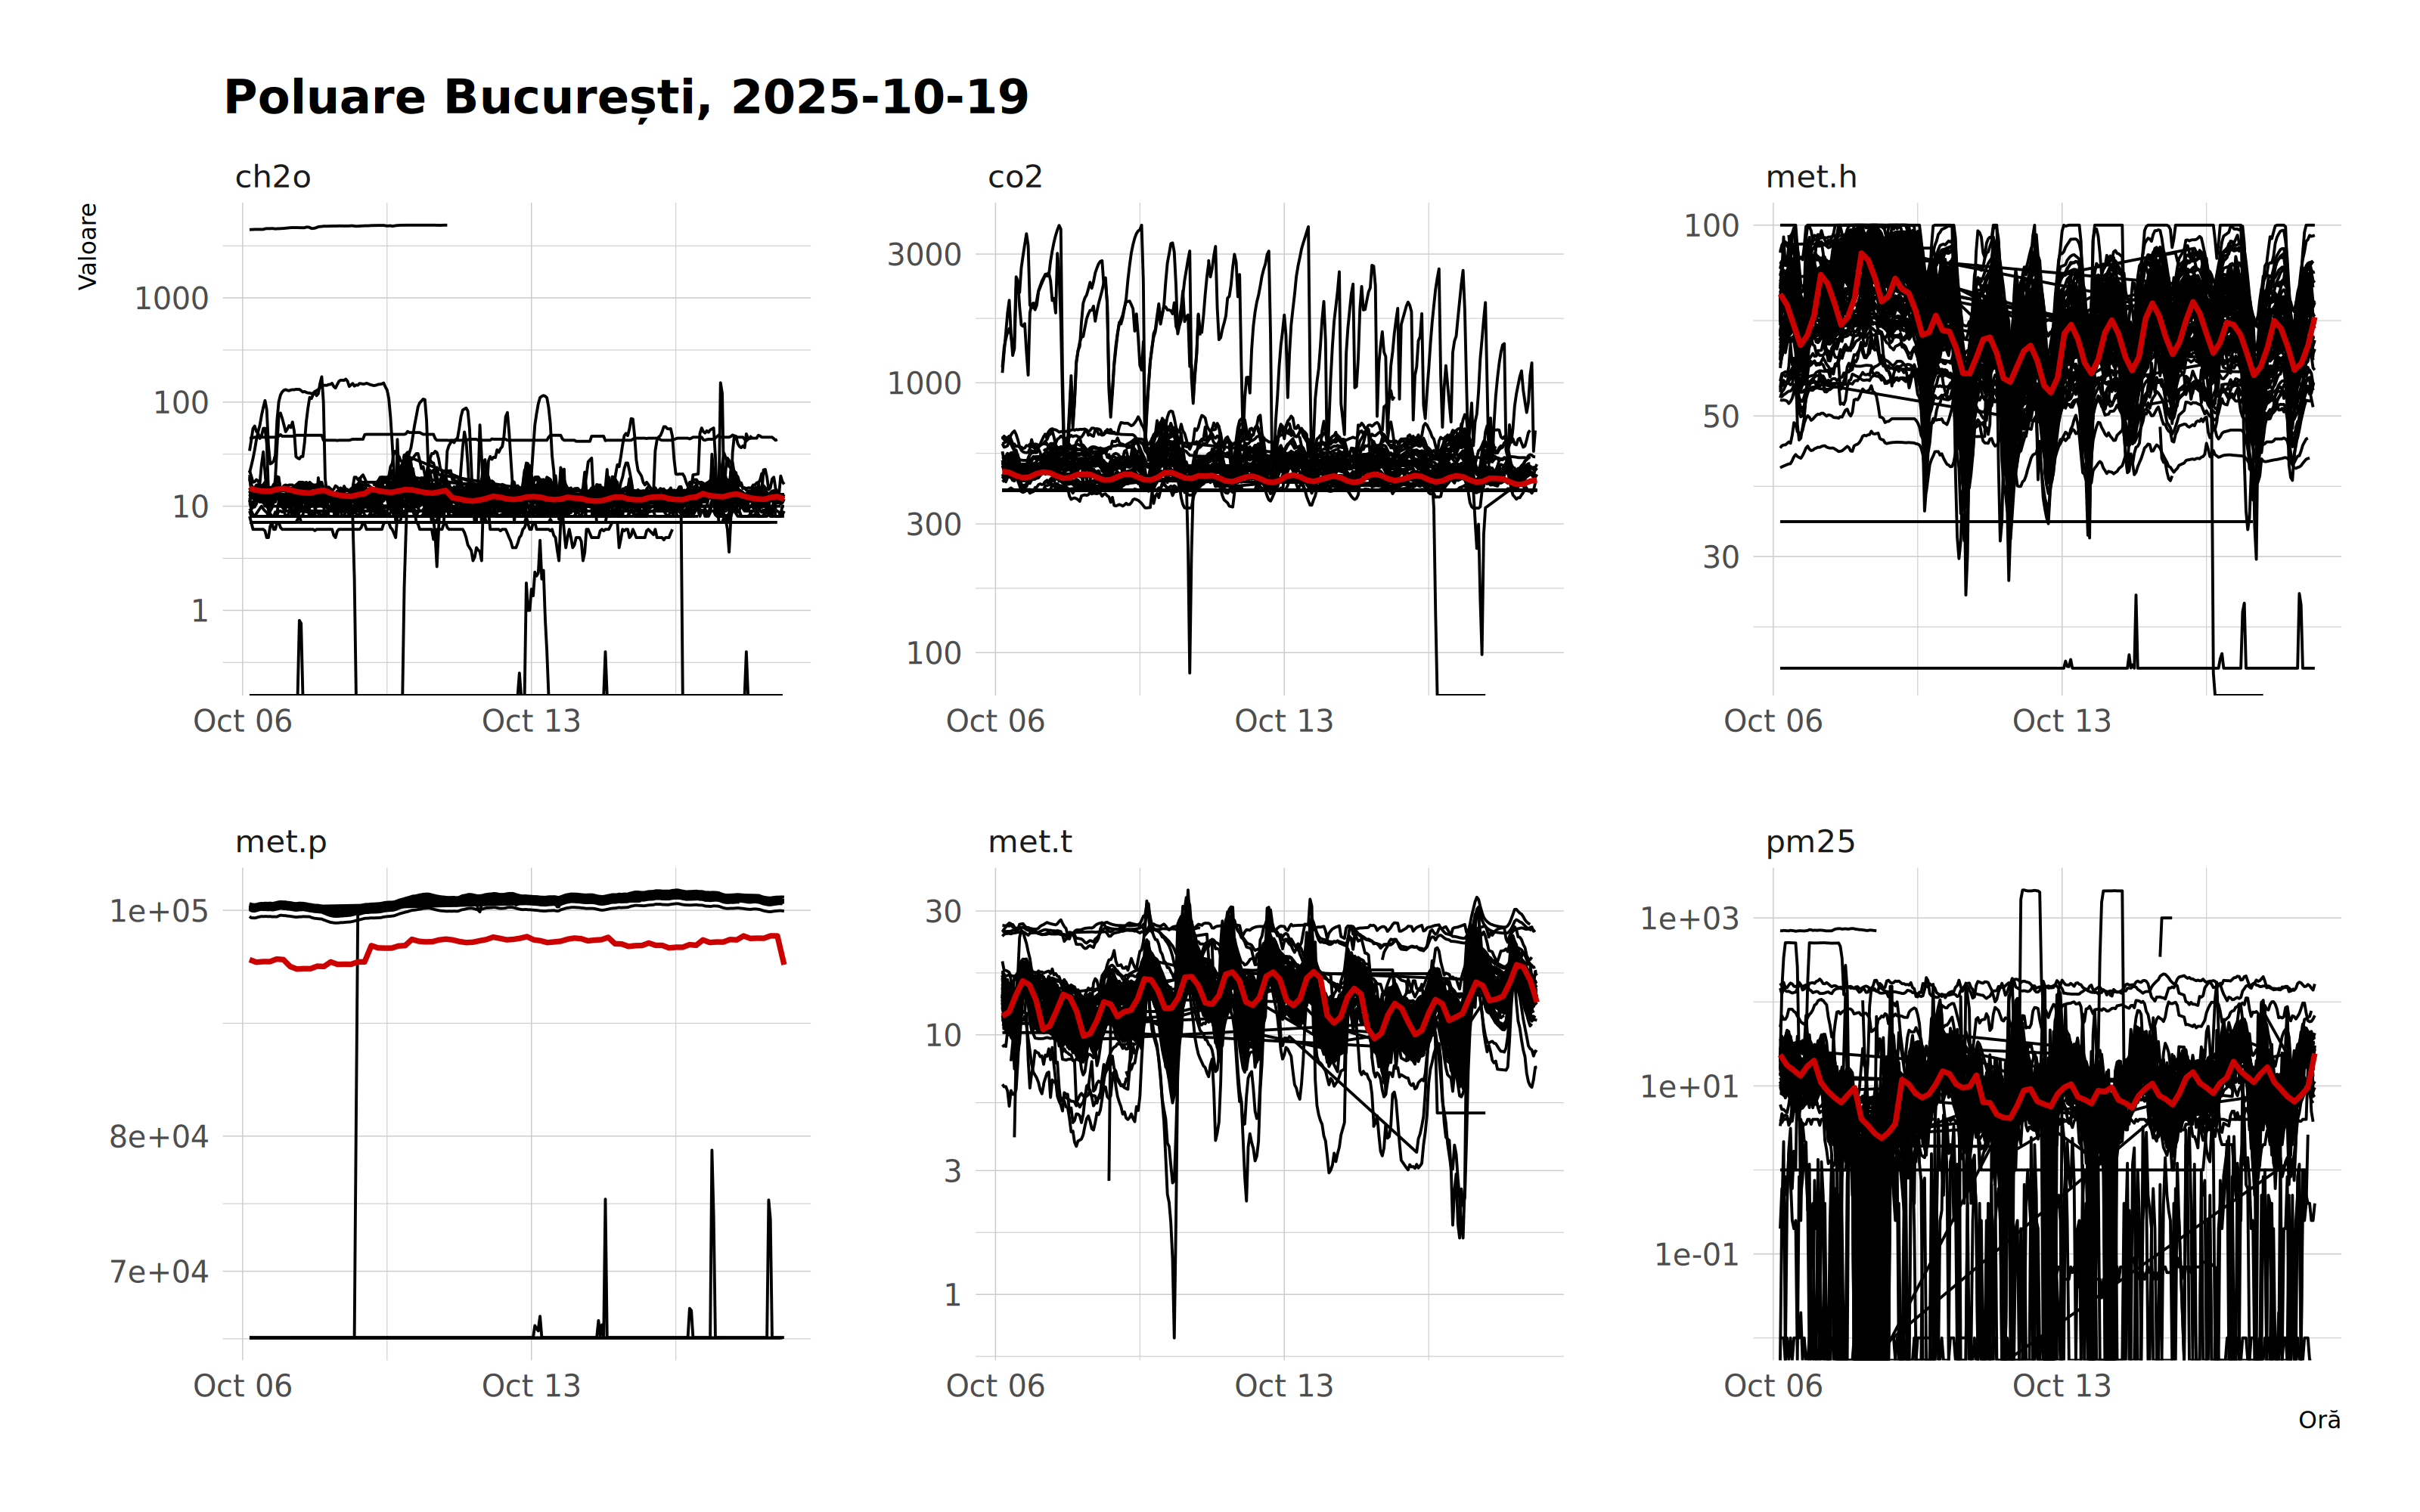 Poluare București, 2025-10-19
Valoare
ch2o
1000
100
10
1
Oct 06
Oct 13
co2
3000
1000
300
100
Oct 06
Oct 13
met.h
100
50
30
Oct 06
Oct 13
met.p
1e+05
8e+04
7e+04
Oct 06
Oct 13
met.t
30
10
3
1
Oct 06
Oct 13
pm25
1e+03
1e+01
1e-01
Oct 06
Oct 13
Oră